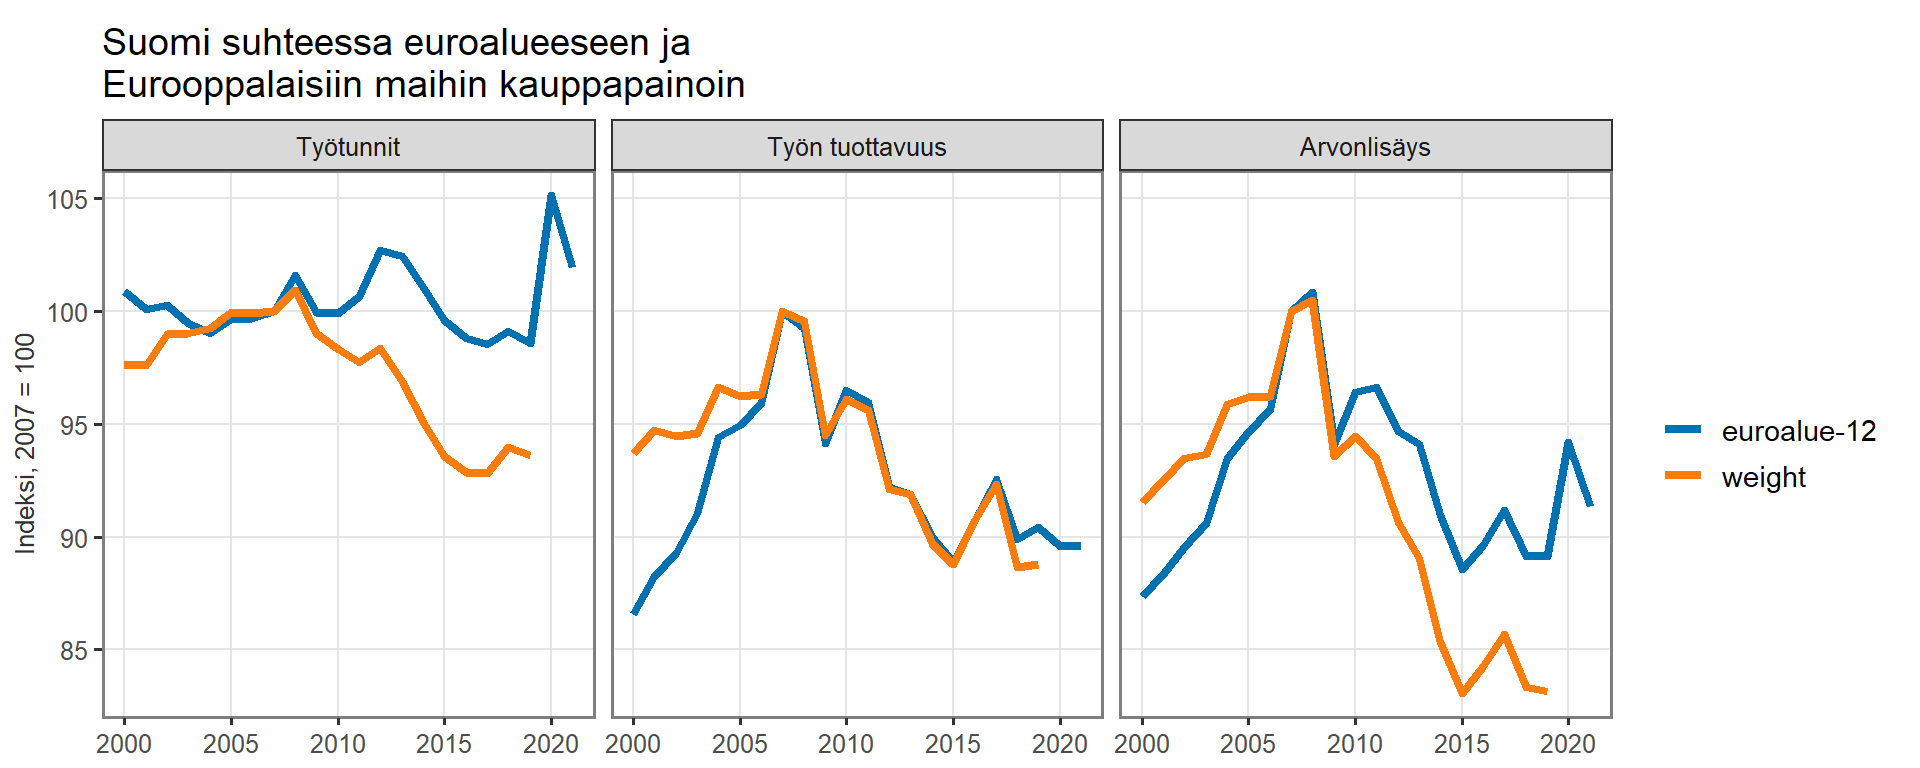 Suomi suhteessa euroalueeseen ja
Eurooppalaisiin maihin kauppapainoin
Työtunnit
Työn tuottavuus
Arvonlisäys
Indeksi, 2007 = 100
105
100
95
90
85
2000 2005 2010 2015 2020
2000 2005 2010 2015 2020
2000 2005 2010 2015 2020
euroalue-12
weight